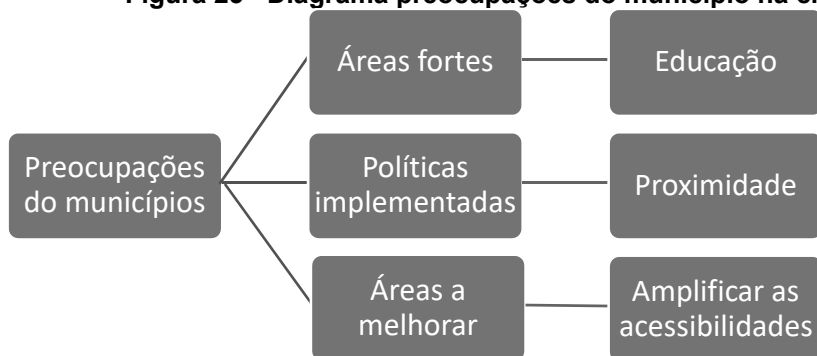 Áreas fortes
Educação
Preocupações
do municípios
Políticas
implementadas
Proximidade
Áreas a
melhorar
Amplificar as
acessibilidades